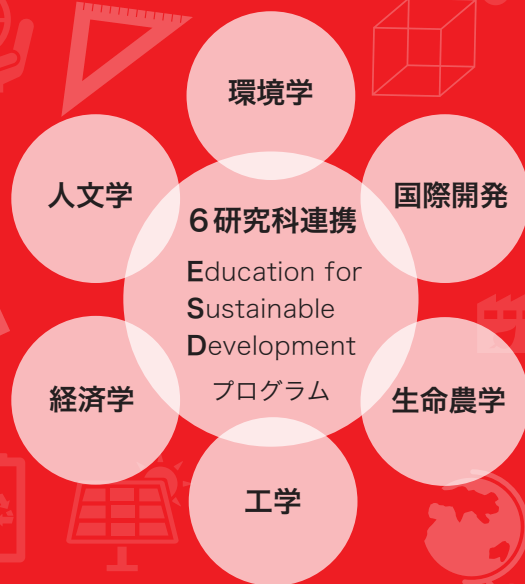 環境学
人文学
国際開発
6研究科連携
Education for
Sustainable
Development
プログラム
経済学
生命農学
工学